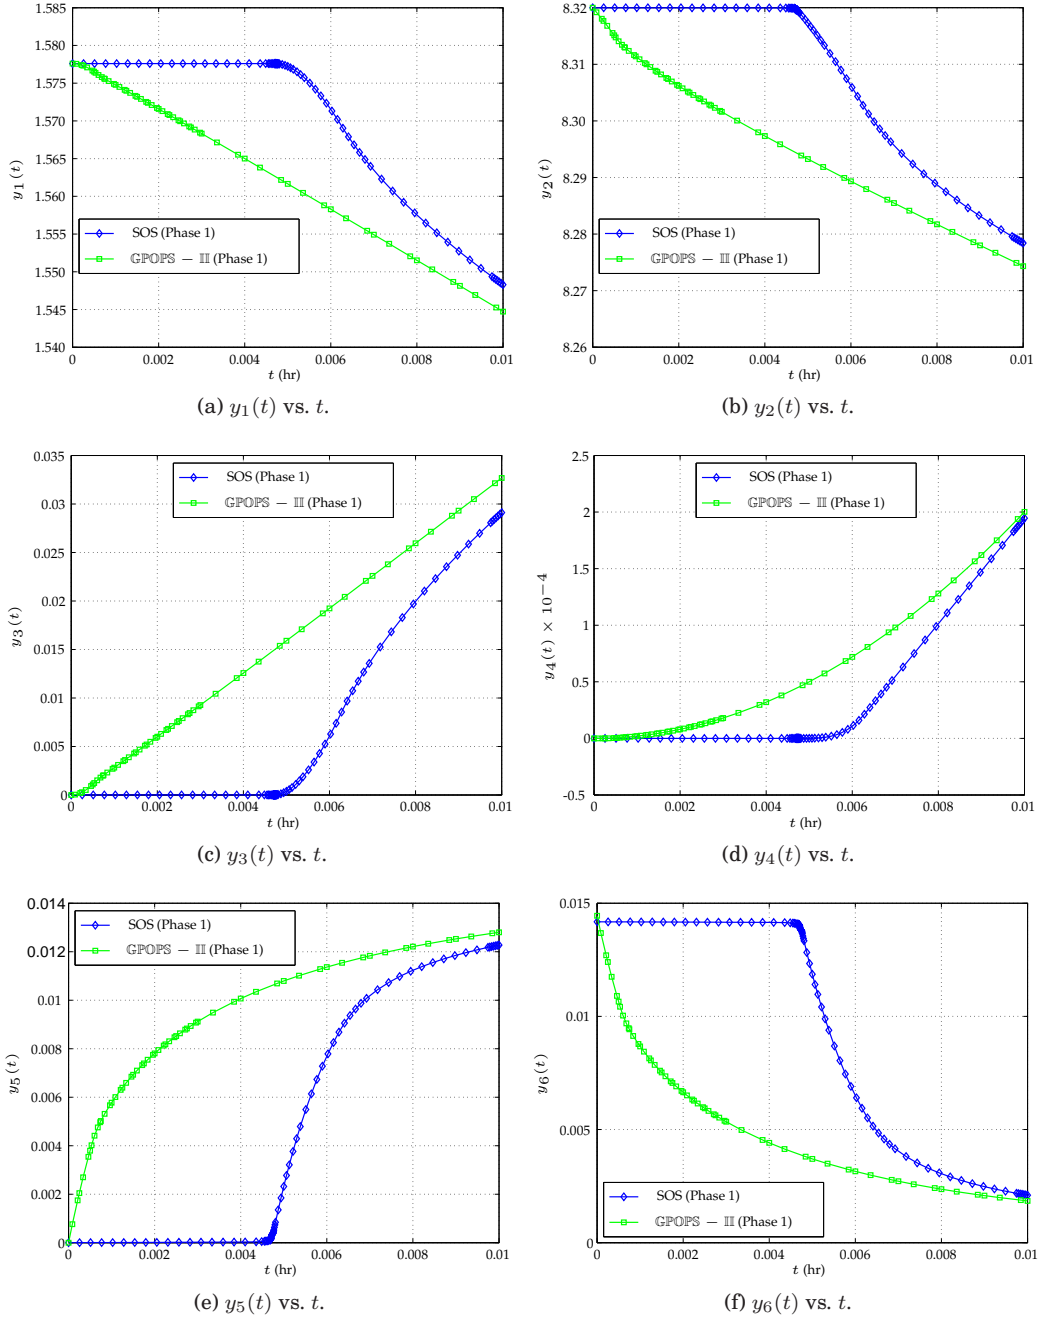 1.585
1.580
1.575
1.570
1.565
1.560
1.555
1.550
1.545
1.540
y1(t)
SOS (Phase 1)
GPOPS − II (Phase 1)
0 0.002 0.004 0.006 0.008 0.01
t (hr)
(a) y1(t) vs. t.
8.32
8.31
8.30
8.29
8.28
8.27
8.26
y2(t)
SOS (Phase 1)
GPOPS − II (Phase 1)
0 0.002 0.004 0.006 0.008 0.01
t (hr)
(b) y2(t) vs. t.
0.035
0.03
0.025
0.02
0.015
0.01
0.005
0
y3(t)
SOS (Phase 1)
GPOPS − II (Phase 1)
0 0.002 0.004 0.006 0.008 0.01
t (hr)
(c) y3(t) vs. t.
2.5
2
1.5
1
0.5
0
-0.5
y4(t) × 10−4
SOS (Phase 1)
GPOPS − II (Phase 1)
0 0.002 0.004 0.006 0.008 0.01
t (hr)
(d) y4(t) vs. t.
0.014
0.012
0.01
0.008
0.006
0.004
0.002
0
y5(t)
SOS (Phase 1)
GPOPS − II (Phase 1)
0 0.002 0.004 0.006 0.008 0.01
t (hr)
(e) y5(t) vs. t.
0.015
0.01
0.005
0
y6(t)
SOS (Phase 1)
GPOPS − II (Phase 1)
0 0.002 0.004 0.006 0.008 0.01
t (hr)
(f) y6(t) vs. t.